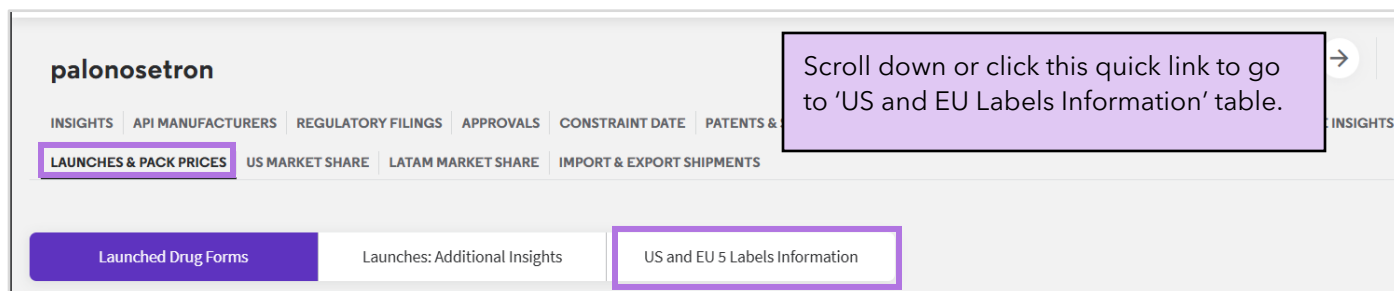 palonosetron
Scroll down or click this quick link to go
to ‘US and EU Labels Information’ table.
INSIGHTS API MANUFACTURERS REGULATORY FILINGS APPROVALS CONSTRAINT DATE PATENTS & INSIGHTS
LAUNCHES & PACK PRICES US MARKET SHARE LATAM MARKET SHARE IMPORT & EXPORT SHIPMENTS
Launched Drug Forms Launches: Additional Insights US and EU 5 Labels Information